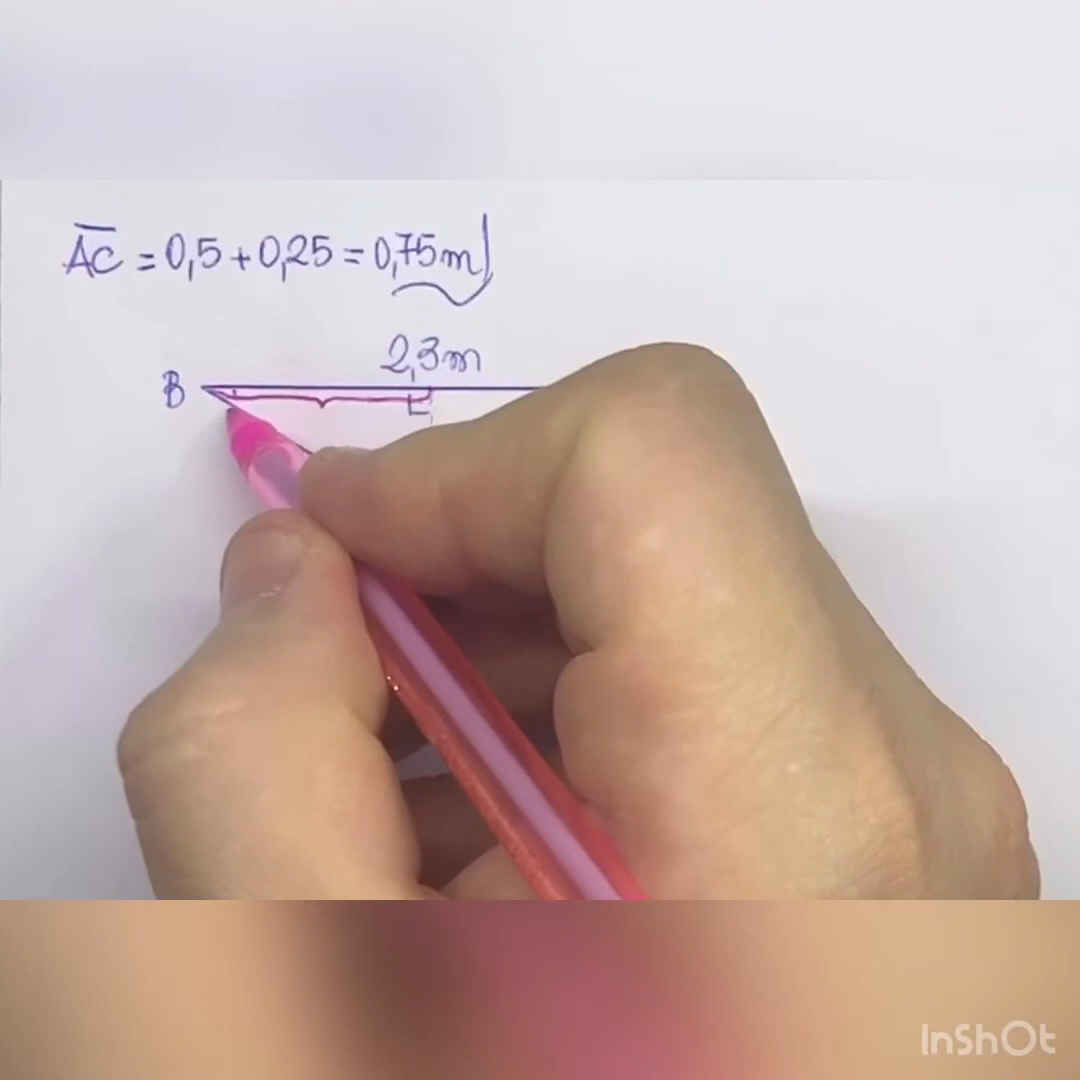 AC = 0,5 + 0,25 = 0,75m
2,3m
B
InShOt